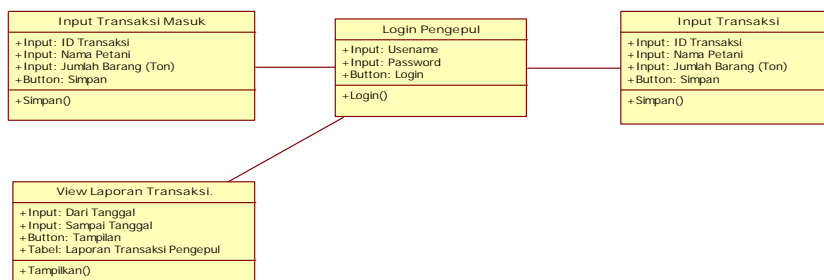 Input Transaksi Masuk
+Input: ID Transaksi
+Input: Nama Petani
+Input: Jumlah Barang (Ton)
+Button: Simpan
+Simpan()
Login Pengepul
+Input: Usename
+Input: Password
+Button: Login
+Login()
Input Transaksi
+Input: ID Transaksi
+Input: Nama Petani
+Input: Jumlah Barang (Ton)
+Button: Simpan
+Simpan()
View Laporan Transaksi.
+Input: Dari Tanggal
+Input: Sampai Tanggal
+Button: Tampilan
+Tabel: Laporan Transaksi Pengepul
+Tampilkan()